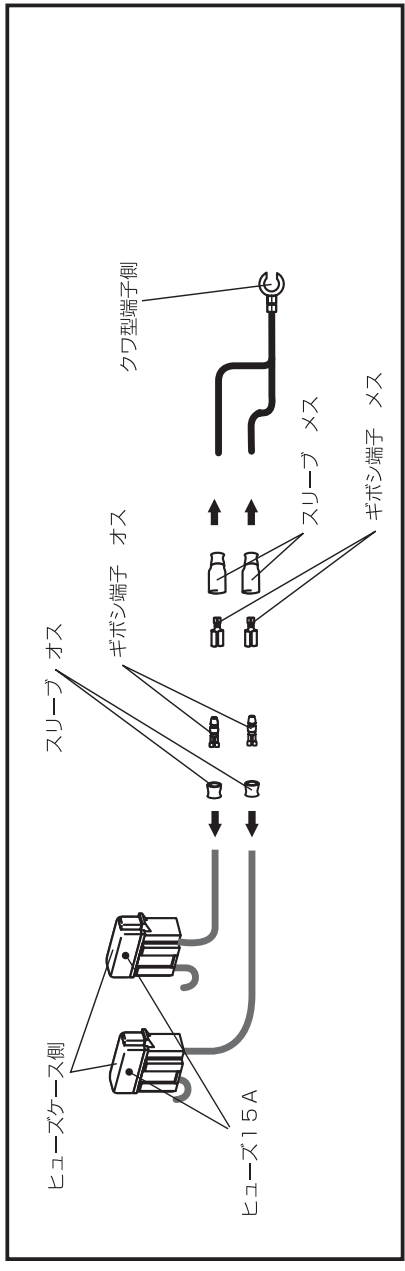 ヒューズケース側
ヒューズ１５Ａ
スリーブ　オス
ギボシ端子　オス
スリーブ　メス
ギボシ端子　メス
クワ型端子側